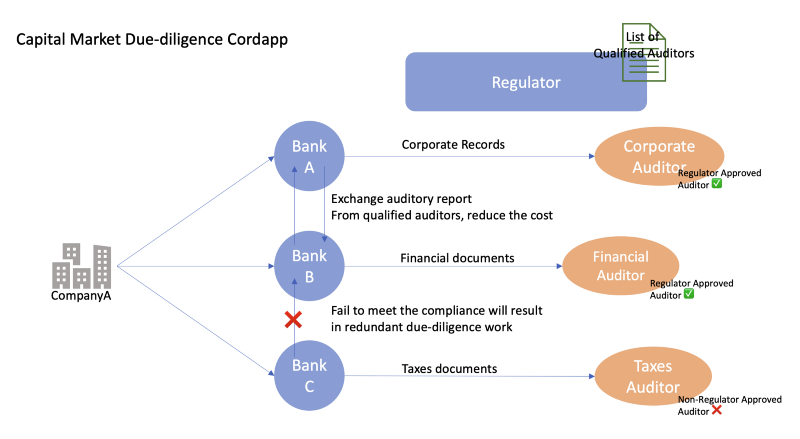 Capital Market Due-diligence Cordapp
List of
Qualified Auditors
Regulator
Bank
A
Corporate Records
Corporate
Auditor
Regulator Approved
Auditor ✅
Exchange auditory report
From qualified auditors, reduce the cost
CompanyA
Bank
B
Financial documents
Financial
Auditor
Regulator Approved
Auditor ✅
Fail to meet the compliance will result
in redundant due-diligence work
Bank
C
Taxes documents
Taxes
Auditor
Non-Regulator Approved
Auditor ❌